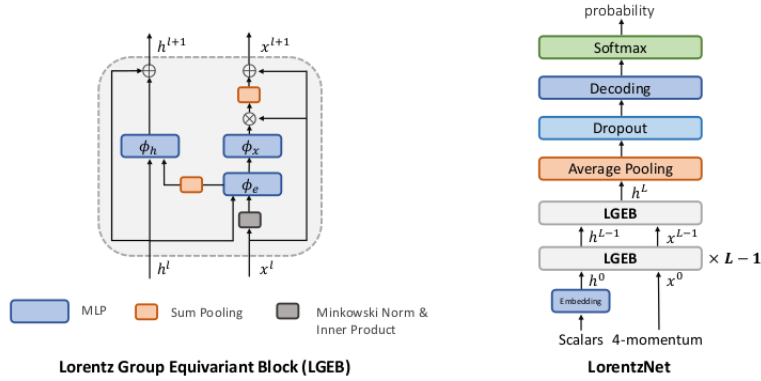 h^{l+1}
x^{l+1}
ϕ_h
ϕ_x
ϕ_e
h^l
x^l
MLP
Sum Pooling
Minkowski Norm &
Inner Product
Lorentz Group Equivariant Block (LGEB)
probability
Softmax
Decoding
Dropout
Average Pooling
h^L
LGEB
h^{L−1}
x^{L−1}
LGEB
× L − 1
h^0
x^0
Embedding
Scalars
4-momentum
LorentzNet